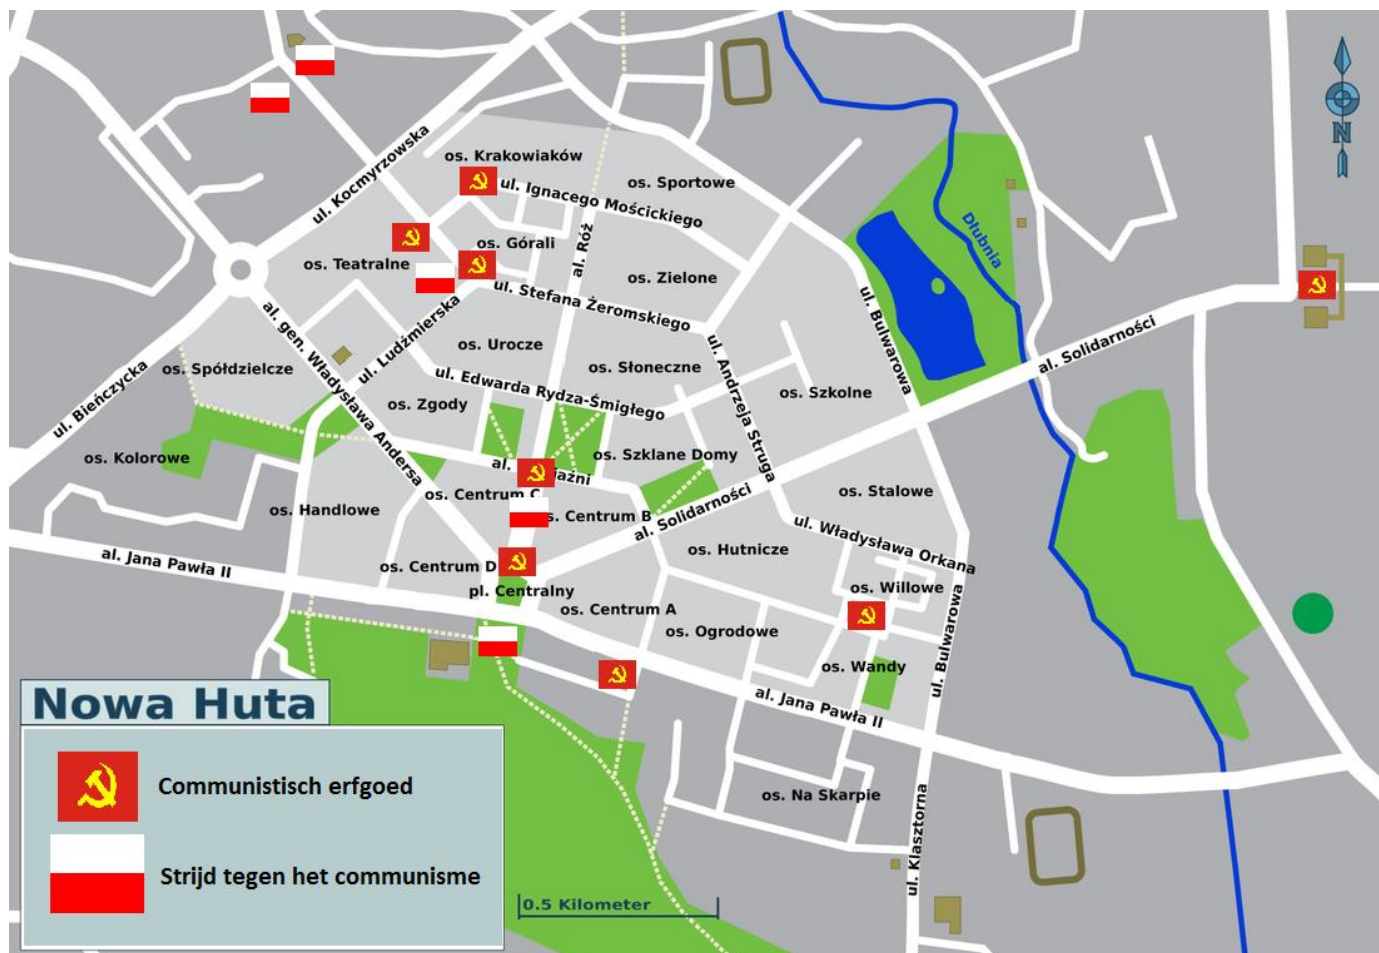 ul. Kocmyrzowska
os. Krakowiaków
ul. Ignacego Mościckiego
os. Sportowe
os. Teatralne
os. Górali
al. Róż
os. Zielone
Dłubnia
N
ul. Stefana Żeromskiego
al. gen. Władysława Andersa
ul. Ludźmierska
os. Urocze
os. Słoneczne
ul. Bulwarowa
al. Solidarności
ul. Bieńczycka
os. Spółdzielcze
ul. Edwarda Rydza-Śmigłego
ul. Andrzeja Struga
os. Szkolne
os. Zgody
os. Kolorowe
al.
iaźni
os. Szklane Domy
os. Centrum C
os. Stalowe
os. Handlowe
s. Centrum B
al. Solidarności
ul. Władysława Orkana
al. Jana Pawła II
os. Centrum D
os. Hutnicze
pl. Centralny
os. Willowe
os. Centrum A
os. Ogrodowe
ul. Bulwarowa
os. Wandy
al. Jana Pawła II
os. Na Skarpie
ul. Klasztorna
Nowa Huta
Communistisch erfgoed
Strijd tegen het communisme
0.5 Kilometer